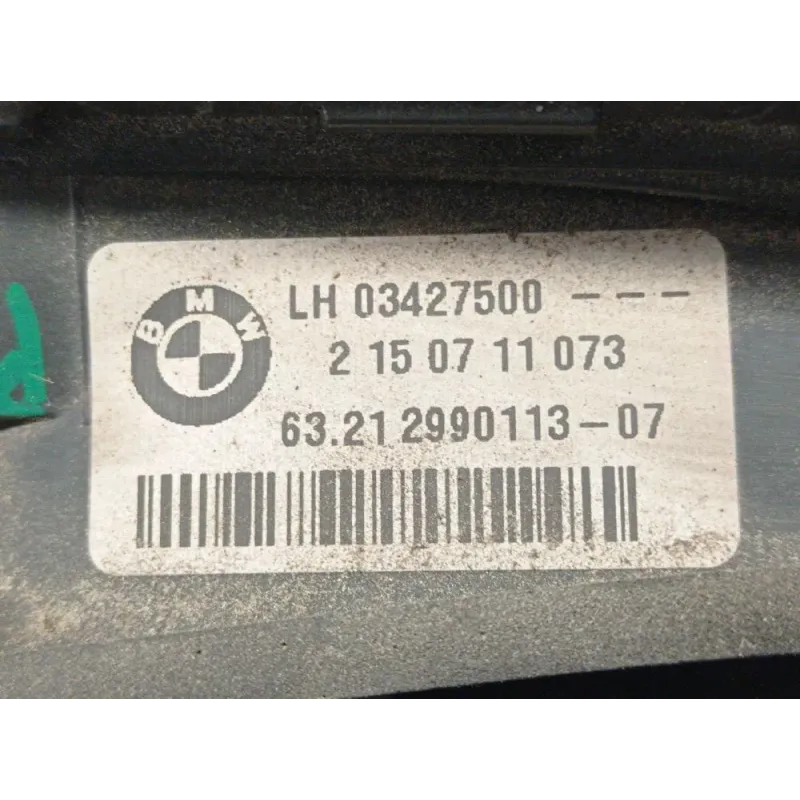 BMW
LH 03427500 ---
2 15 07 11 073
63.21 2990113-07